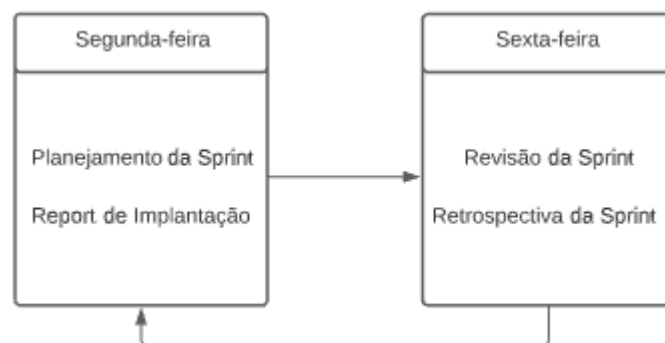 Segunda-feira
Planejamento da Sprint
Report de Implantação
Sexta-feira
Revisão da Sprint
Retrospectiva da Sprint